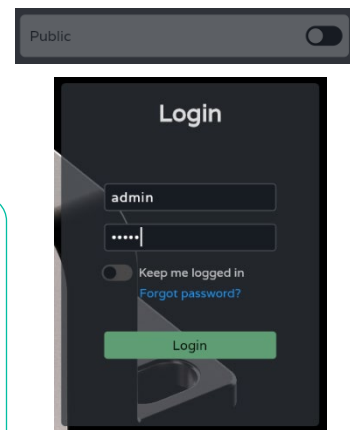 Public
Login
admin
•••••
Keep me logged in
Forgot password?
Login